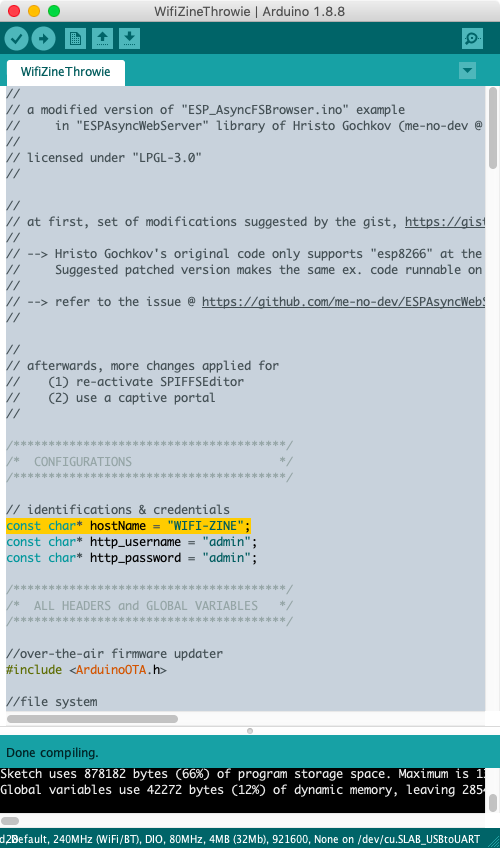 WifiZineThrowie | Arduino 1.8.8
WifiZineThrowie
//
// a modified version of "ESP_AsyncFSBrowser.ino" example
//     in "ESPAsyncWebServer" library of Hristo Gochkov (me-no-dev @
//
// licensed under "LPGL-3.0"
//
//
// at first, set of modifications suggested by the gist, https://gist
//
// --> Hristo Gochkov's original code only supports "esp8266" at the
//     Suggested patched version makes the same ex. code runnable on
//
// --> refer to the issue @ https://github.com/me-no-dev/ESPAsyncWebS
//
//
// afterwards, more changes applied for
//    (1) re-activate SPIFFSEditor
//    (2) use a captive portal
//
/***************************************/
/*  CONFIGURATIONS                     */
/***************************************/
// identifications & credentials
const char* hostName = "WIFI-ZINE";
const char* http_username = "admin";
const char* http_password = "admin";
/***************************************/
/*  ALL HEADERS and GLOBAL VARIABLES   */
/***************************************/
//over-the-air firmware updater
#include <ArduinoOTA.h>
//file system
Done compiling.
Sketch uses 878182 bytes (66%) of program storage space. Maximum is 13
Global variables use 42272 bytes (12%) of dynamic memory, leaving 2854
Default, 240MHz (WiFi/BT), DIO, 80MHz, 4MB (32Mb), 921600, None on /dev/cu.SLAB_USBtoUART